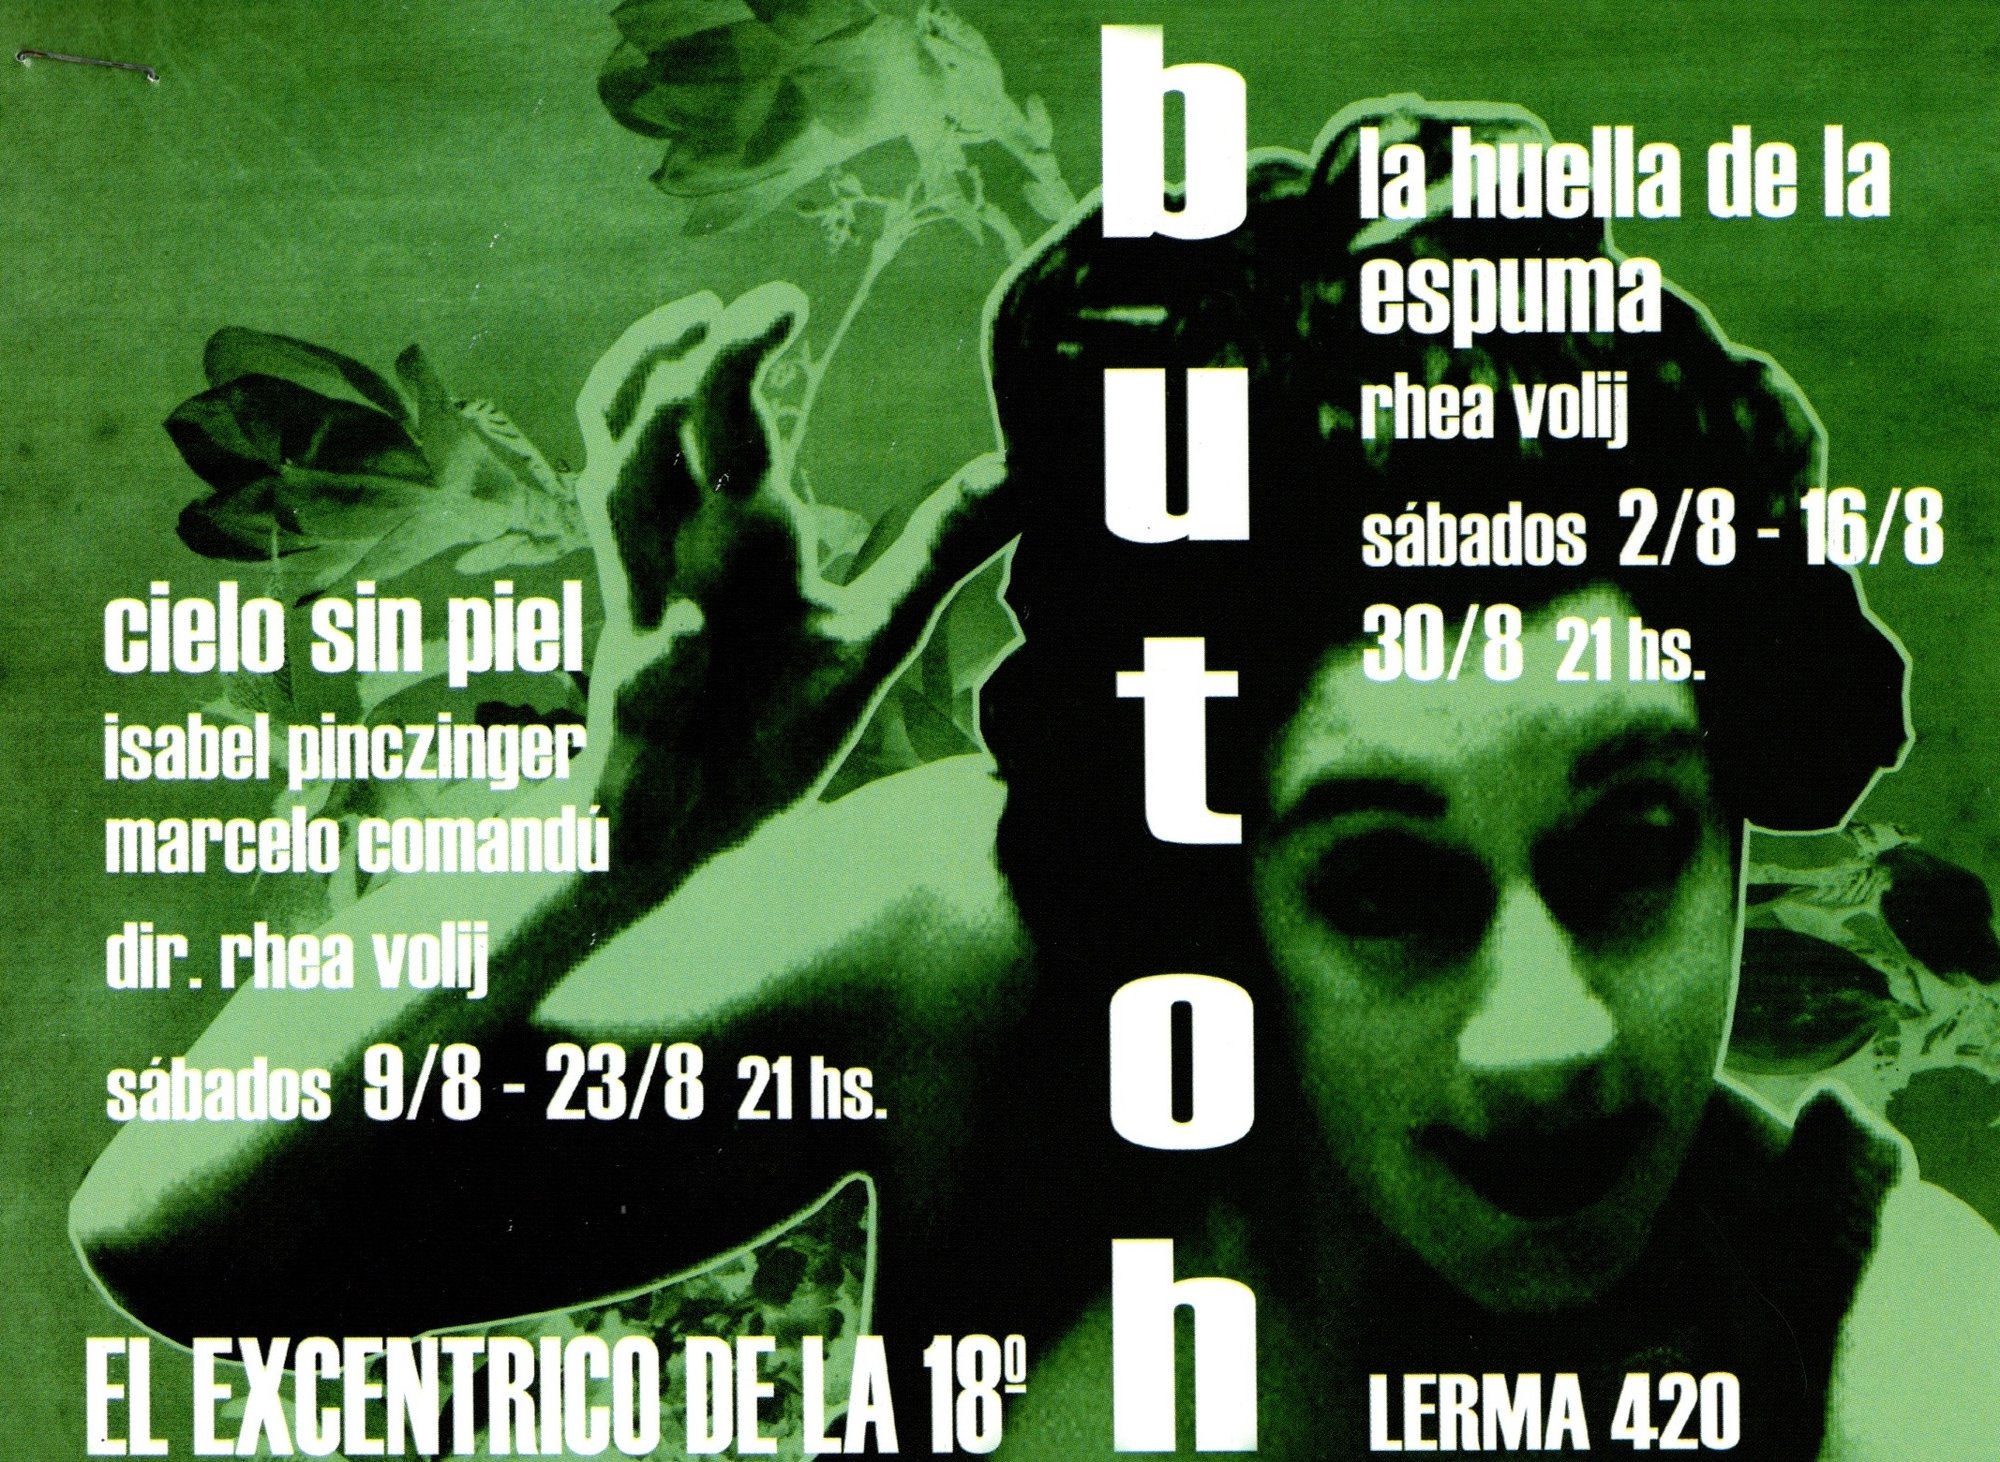 butoh
la huella de la
espuma
rhea volij
sábados 2/8 - 16/8
30/8 21 hs.
cielo sin piel
isabel pinczinger
marcelo comandú
dir. rhea volij
sábados 9/8 - 23/8 21 hs.
EL EXCENTRICO DE LA 18º
LERMA 420